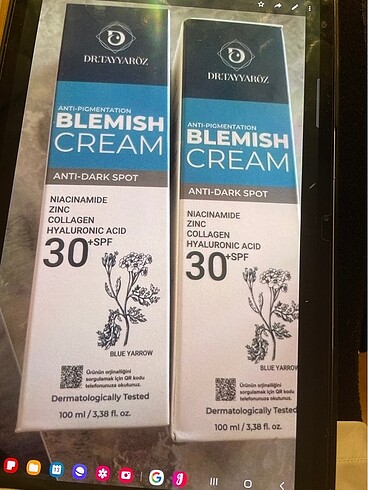 DR.TAYYARÖZ
ANTI-PIGMENTATION
BLEMISH
CREAM
ANTI-DARK SPOT
NIACINAMIDE
ZINC
COLLAGEN
HYALURONIC ACID
30+SPF
BLUE YARROW
Ürünün orjinalliğini
sorgulamak için QR kodu
telefonunuza okutunuz.
Dermatologically Tested
100 ml / 3,38 fl. oz.
DR.TAYYARÖZ
ANTI-PIGMENTATION
BLEMISH
CREAM
ANTI-DARK SPOT
NIACINAMIDE
ZINC
COLLAGEN
HYALURONIC ACID
30+SPF
BLUE YARROW
Ürünün orjinalliğini
sorgulamak için QR kodu
telefonunuza okutunuz.
Dermatologically Tested
100 ml / 3,38 fl. oz.